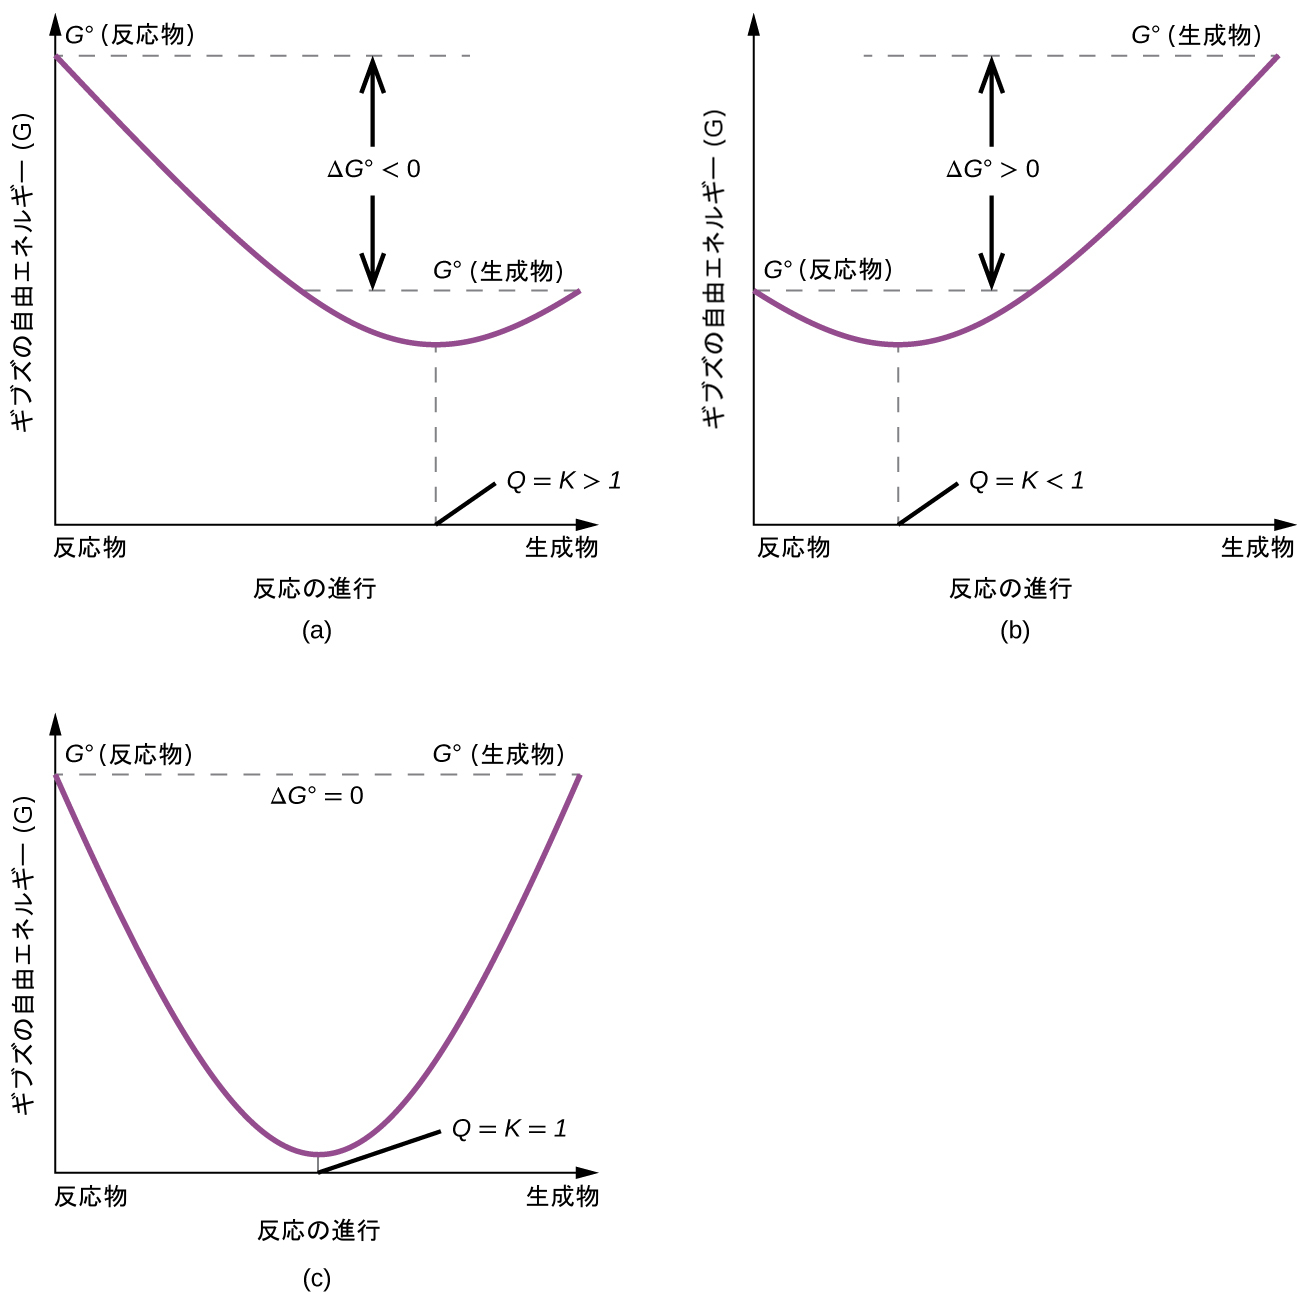 G° (反応物)
ΔG° < 0
G° (生成物)
ギブズの自由エネルギー (G)
Q = K > 1
反応物
生成物
反応の進行
(a)
G° (生成物)
ΔG° > 0
G° (反応物)
ギブズの自由エネルギー (G)
Q = K < 1
反応物
生成物
反応の進行
(b)
G° (反応物)
G° (生成物)
ΔG° = 0
ギブズの自由エネルギー (G)
Q = K = 1
反応物
生成物
反応の進行
(c)